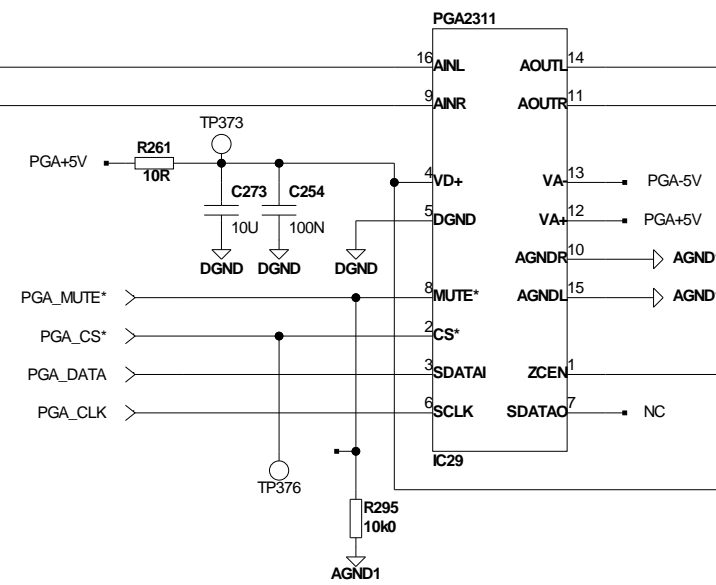 PGA2311
16 AINL AOUTL 14
9 AINR AOUTR 11
TP373
R261
PGA+5V
10R
4 VD+ VA- 13 PGA-5V
C273 C254
5 DGND VA+ 12 PGA+5V
10U 100N
AGNDR 10 AGND
DGND DGND DGND
PGA_MUTE* 8 MUTE* AGNDL 15 AGND
PGA_CS* 2 CS*
PGA_DATA 3 SDATAI ZCEN 1
PGA_CLK 6 SCLK SDATAO 7 NC
IC29
TP376
R295
10k0
AGND1